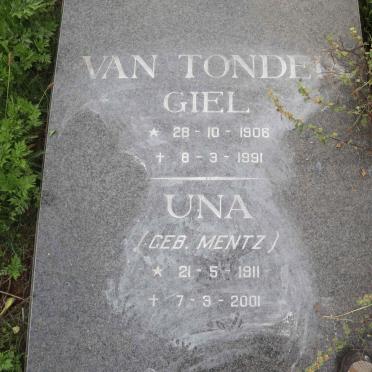 VAN TONDER
GIEL
* 28 - 10 - 1906
✝ 8 - 3 - 1991
UNA
(GEB. MENTZ)
* 21 - 5 - 1911
✝ 7 - 3 - 2001